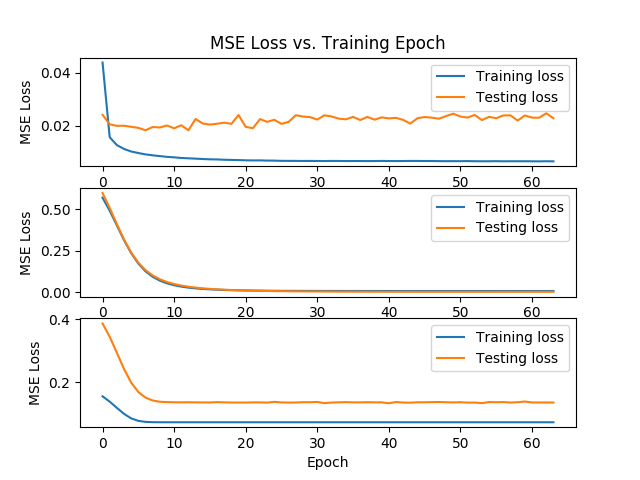 MSE Loss vs. Training Epoch
0.04
0.02
MSE Loss
Training loss
Testing loss
0 10 20 30 40 50 60
0.50
0.25
0.00
MSE Loss
Training loss
Testing loss
0 10 20 30 40 50 60
0.4
0.2
MSE Loss
Training loss
Testing loss
0 10 20 30 40 50 60
Epoch